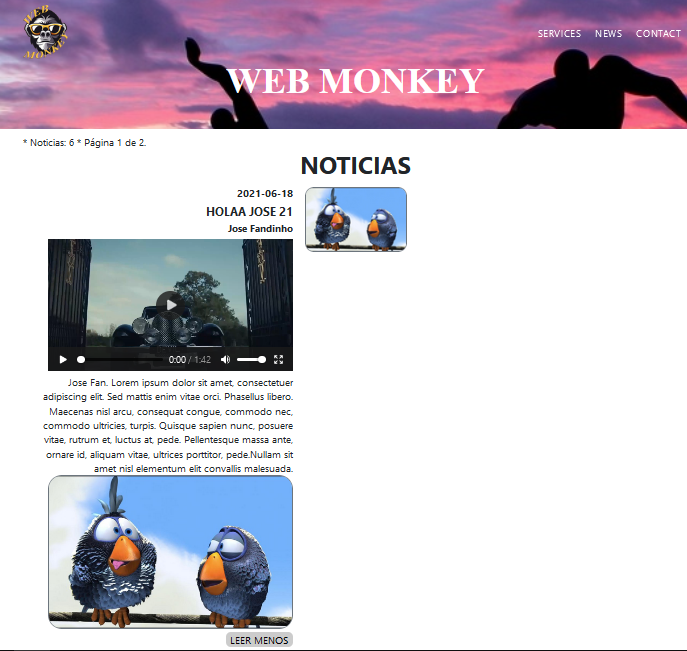 WEB
MONKEY
SERVICES NEWS CONTACT
WEB MONKEY
* Noticias: 6 * Página 1 de 2.
NOTICIAS
2021-06-18
HOLAA JOSE 21
Jose Fandinho
0:00 / 1:42
Jose Fan. Lorem ipsum dolor sit amet, consectetuer
adipiscing elit. Sed mattis enim vitae orci. Phasellus libero.
Maecenas nisl arcu, consequat congue, commodo nec,
commodo ultricies, turpis. Quisque sapien nunc, posuere
vitae, rutrum et, luctus at, pede. Pellentesque massa ante,
ornare id, aliquam vitae, ultrices porttitor, pede.Nullam sit
amet nisl elementum elit convallis malesuada.
LEER MENOS